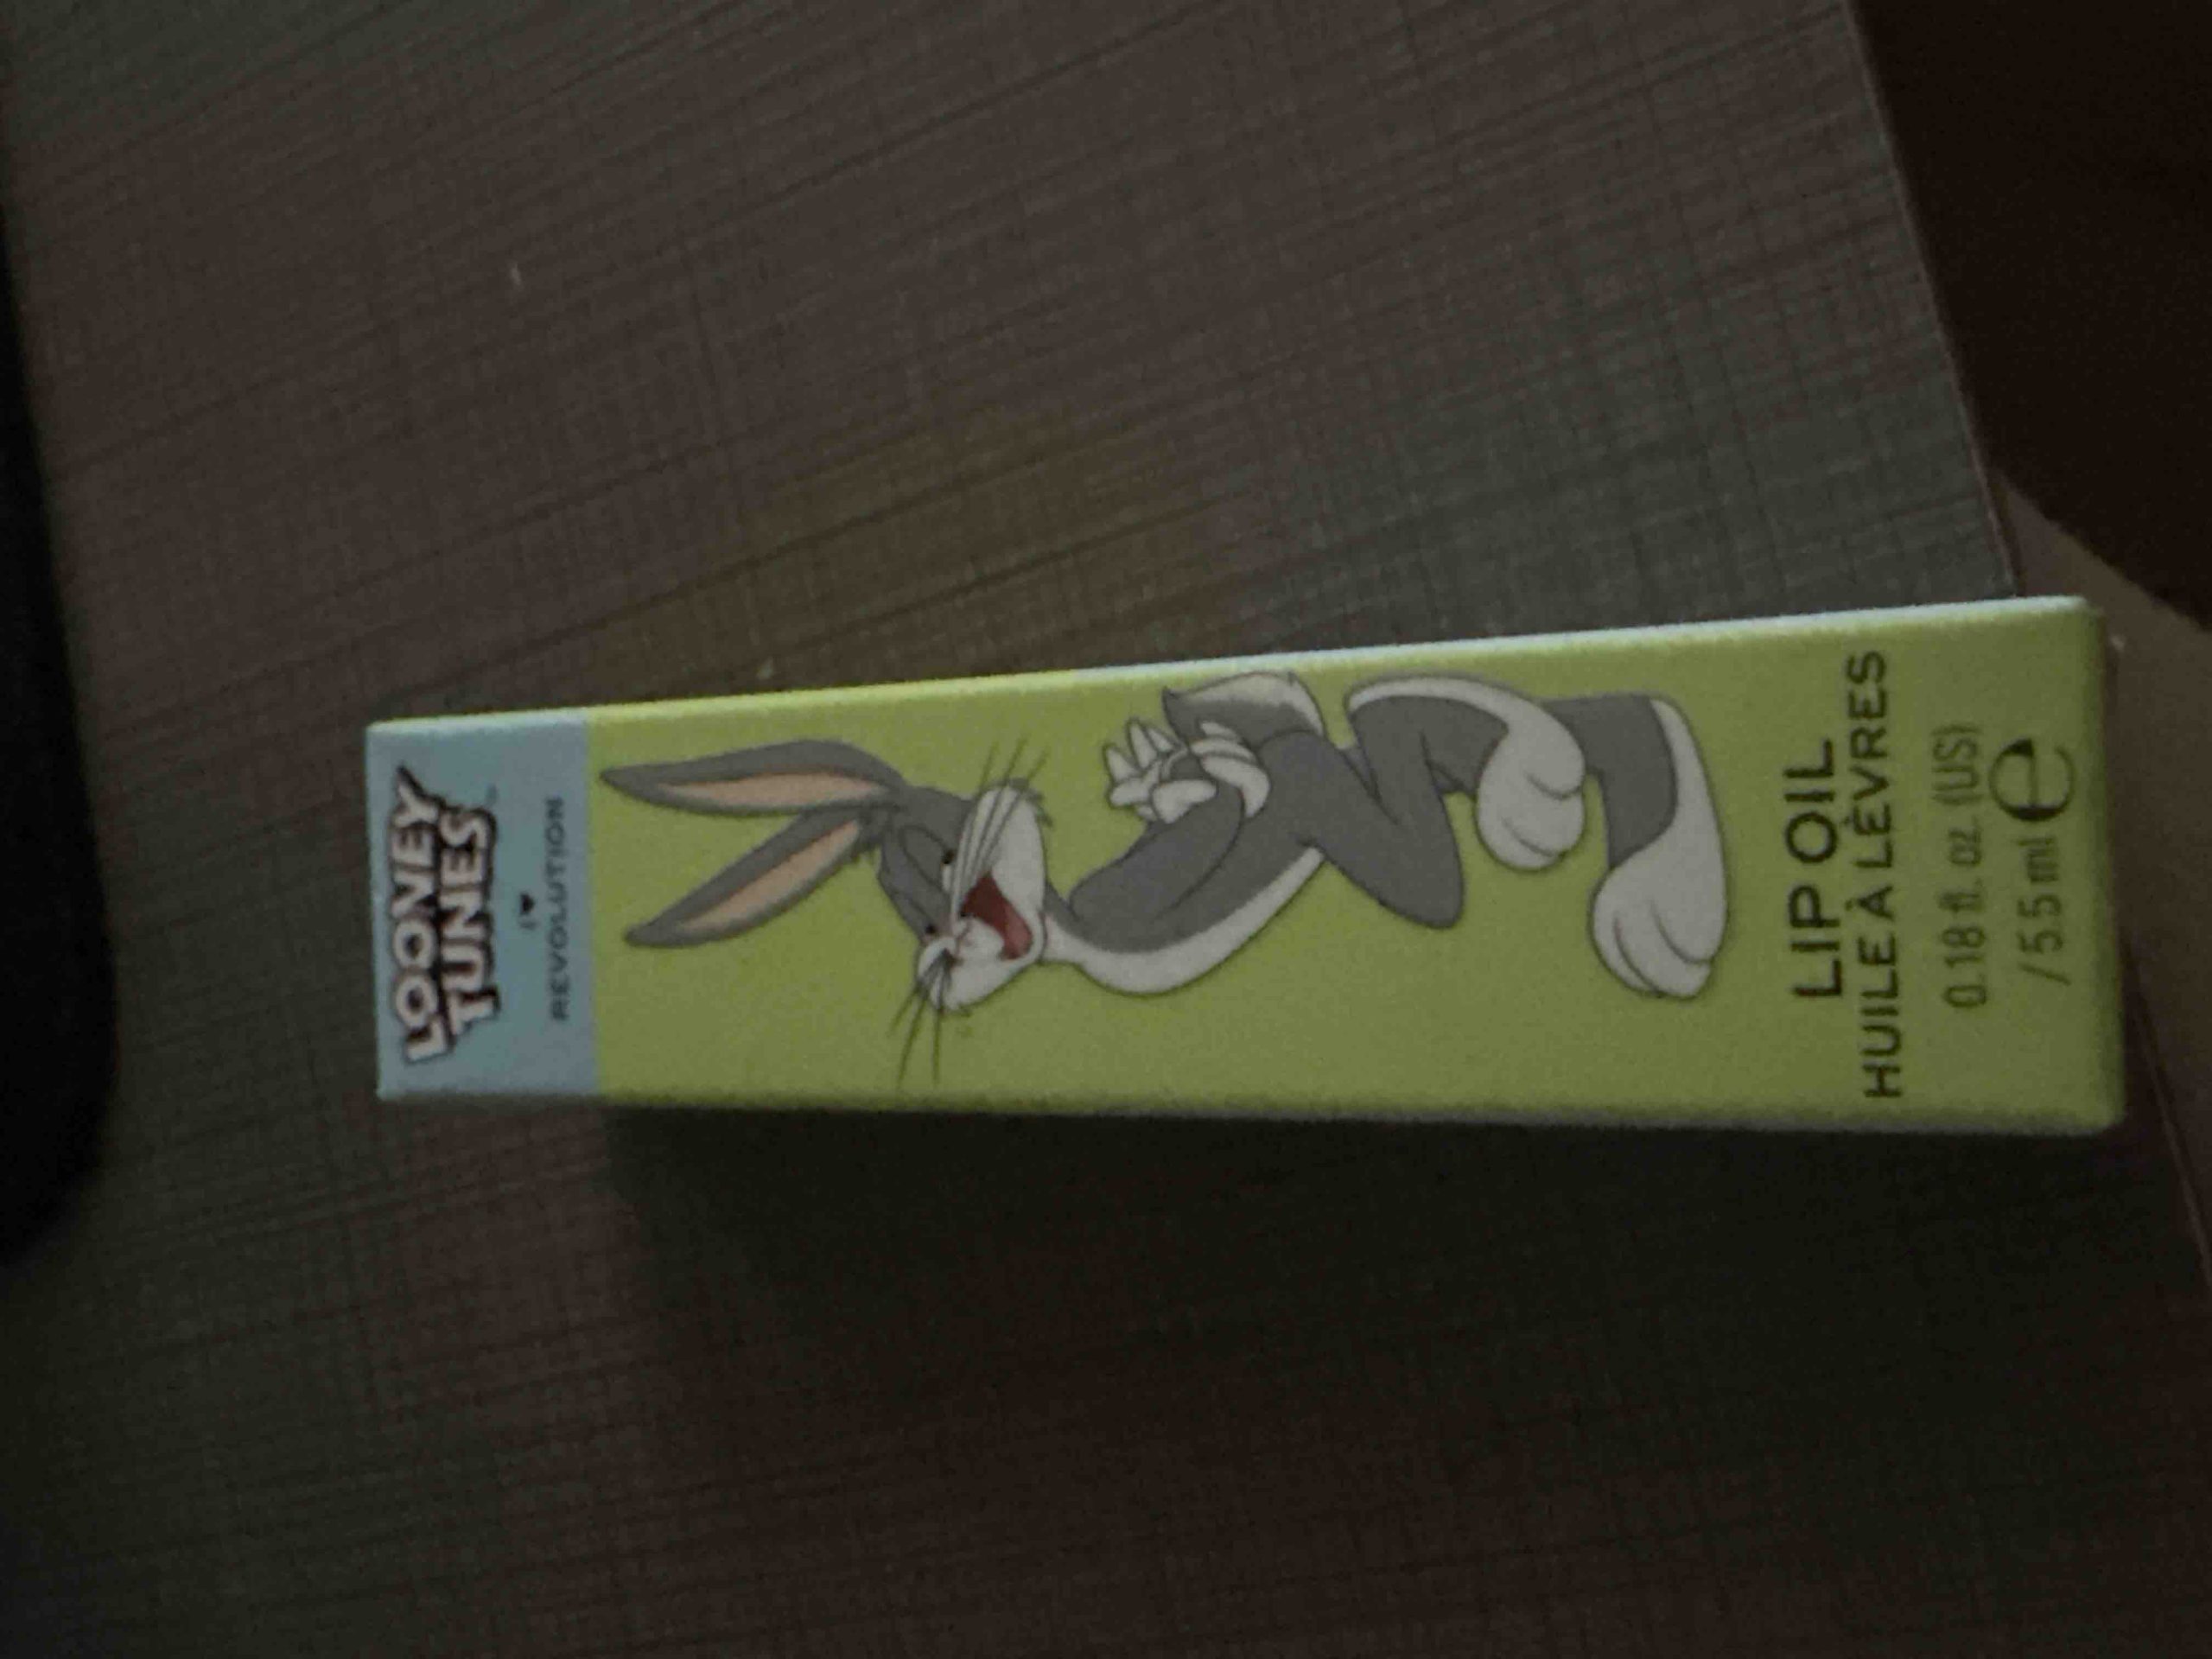 LOONEY
TUNES
I ♥
REVOLUTION
LIP OIL
HUILE À LÈVRES
0.18 fl. oz. (US)
/ 5.5 ml e